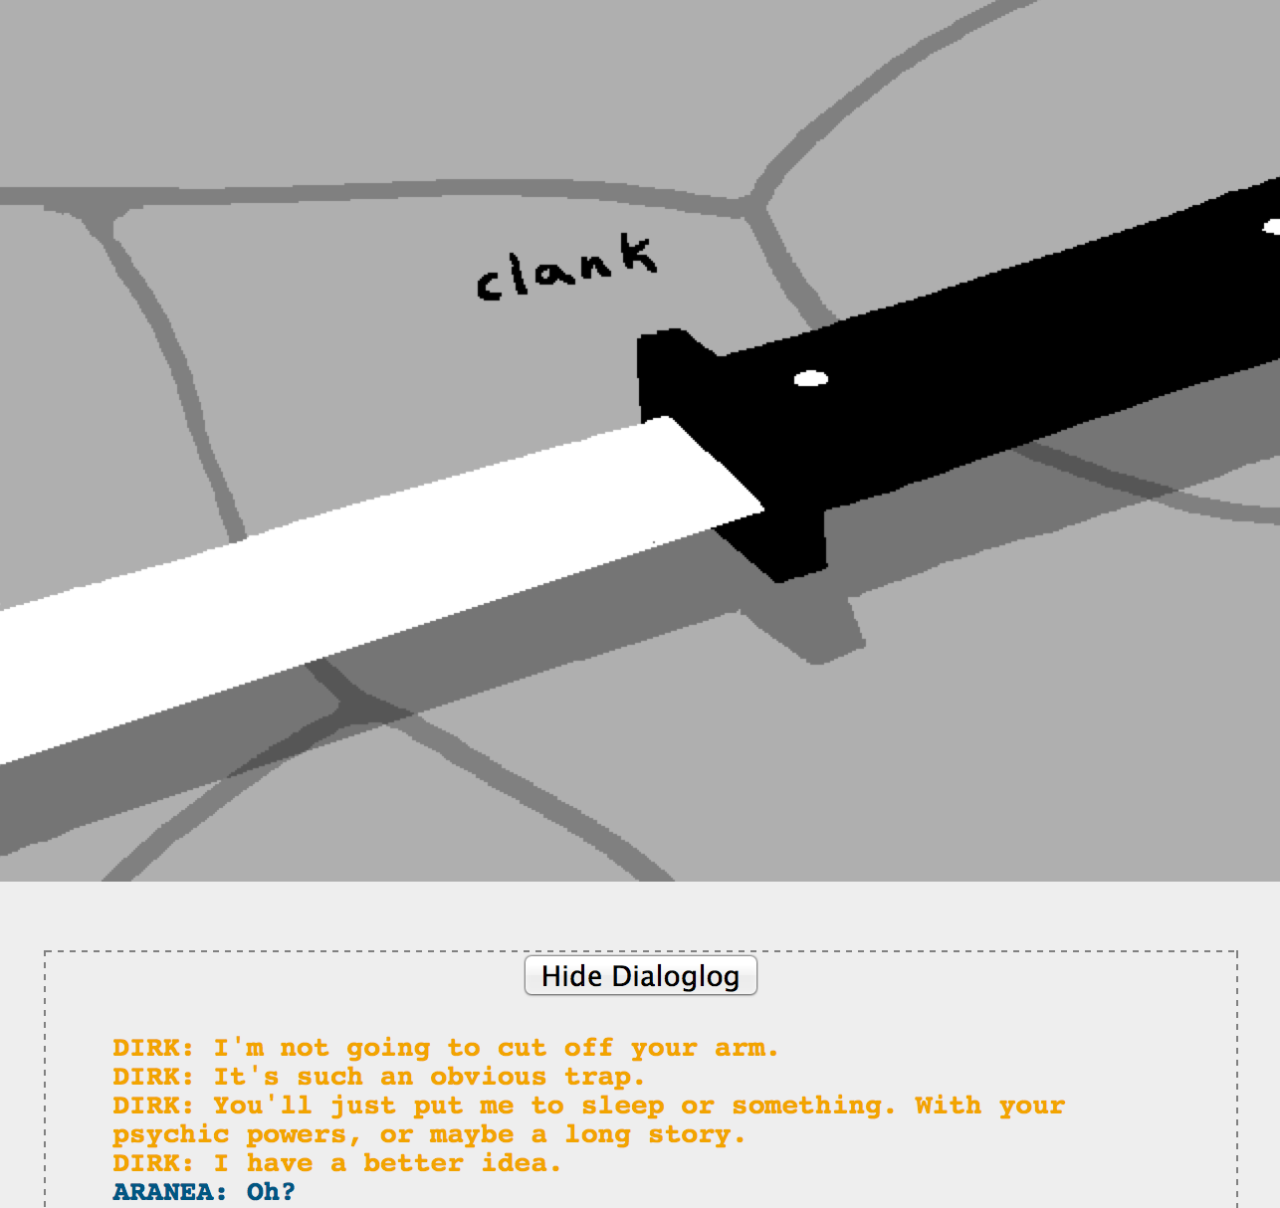 clank
Hide Dialoglog
DIRK: I'm not going to cut off your arm.
DIRK: It's such an obvious trap.
DIRK: You'll just put me to sleep or something. With your
psychic powers, or maybe a long story.
DIRK: I have a better idea.
ARANEA: Oh?